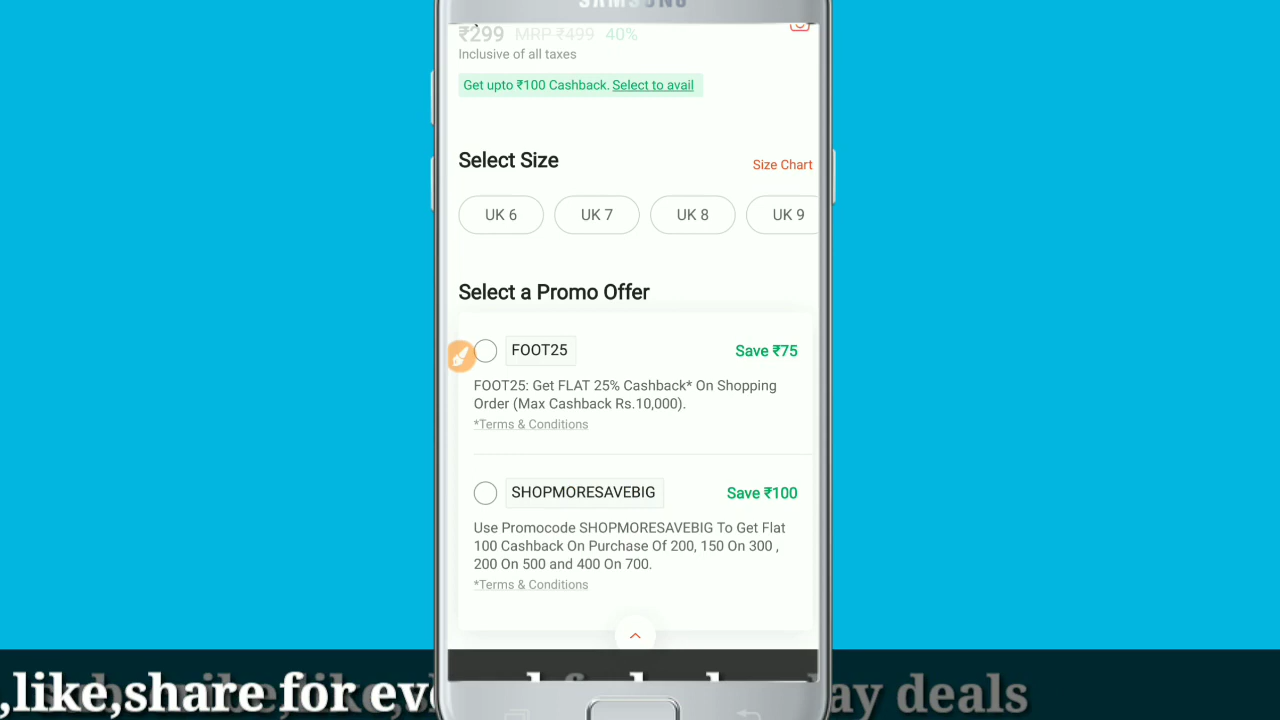 SAMSUNG
₹299 MRP ₹499 40%
Inclusive of all taxes
Get upto ₹100 Cashback. Select to avail
Select Size
Size Chart
UK 6
UK 7
UK 8
UK 9
Select a Promo Offer
FOOT25
Save ₹75
FOOT25: Get FLAT 25% Cashback* On Shopping
Order (Max Cashback Rs.10,000).
*Terms & Conditions
SHOPMORESAVEBIG
Save ₹100
Use Promocode SHOPMORESAVEBIG To Get Flat
100 Cashback On Purchase Of 200, 150 On 300 ,
200 On 500 and 400 On 700.
*Terms & Conditions
,like,share for
deals